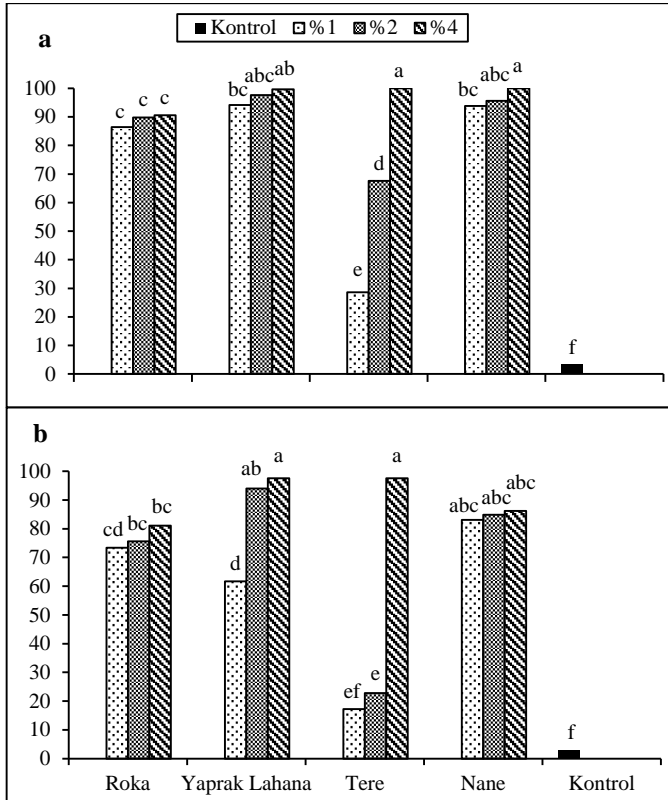 a
Kontrol %1 %2 %4
100
90
80
70
60
50
40
30
20
10
0
c c c
bc abc ab
e d a
bc abc a
f
b
100
90
80
70
60
50
40
30
20
10
0
cd bc bc
d ab a
ef e a
abc abc abc
f
Roka Yaprak Lahana Tere Nane Kontrol